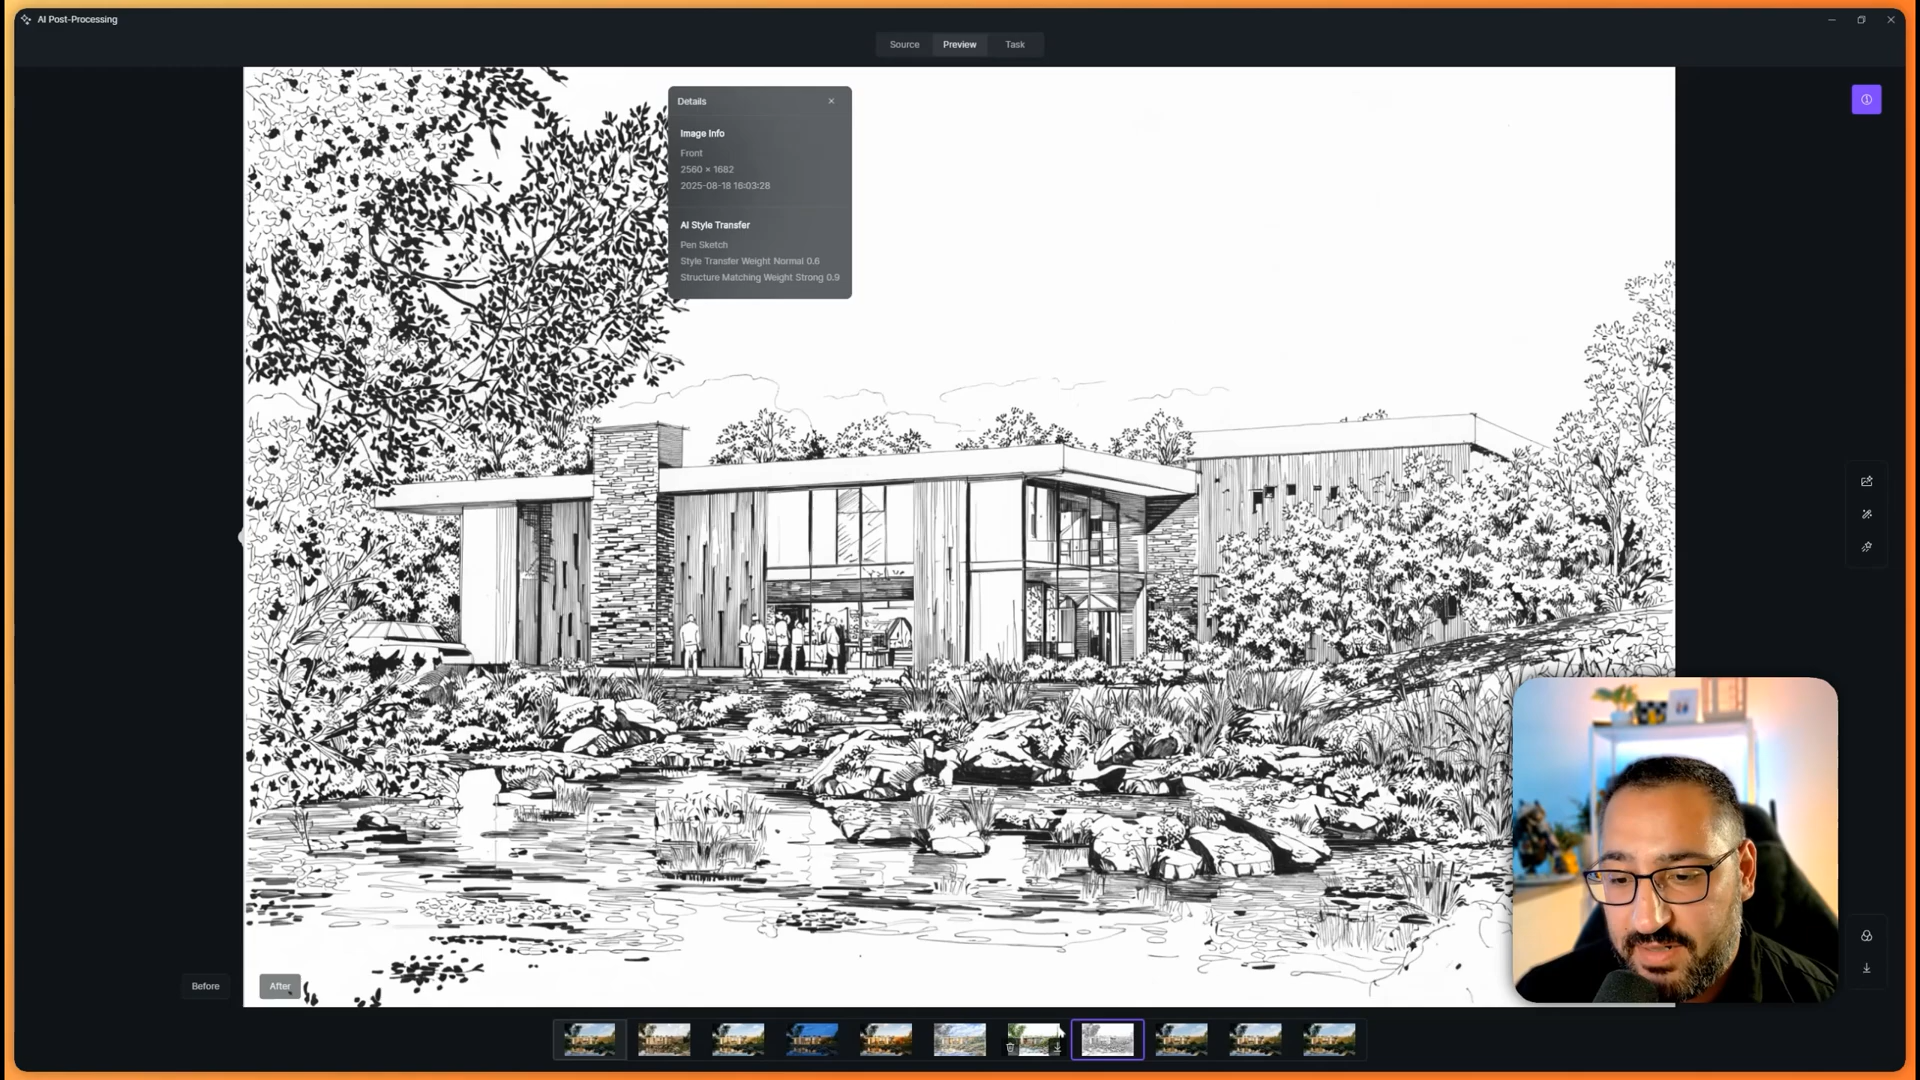 AI Post-Processing
Source Preview Task
Details
Image Info
Front
2560 × 1682
2025-08-18 16:03:28
AI Style Transfer
Pen Sketch
Style Transfer Weight Normal 0.6
Structure Matching Weight Strong 0.9
Before
After